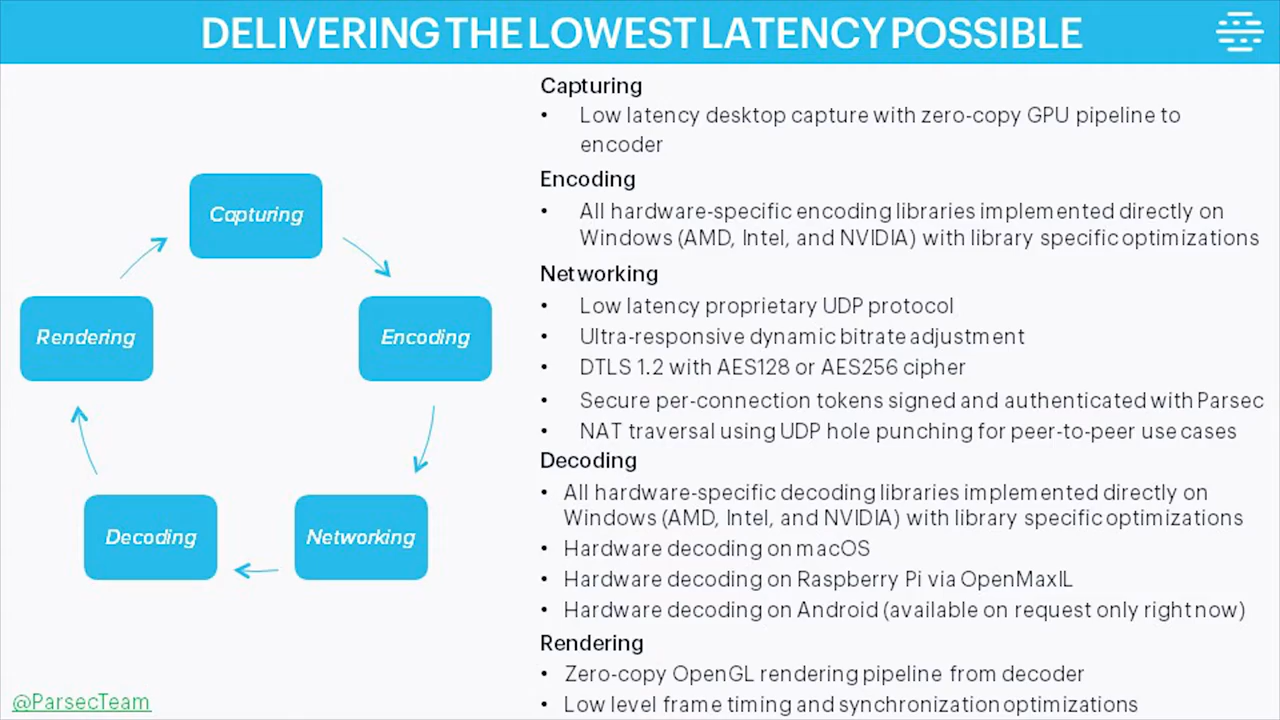 DELIVERING THE LOWEST LATENCY POSSIBLE
Capturing
Encoding
Networking
Decoding
Rendering
Capturing
• Low latency desktop capture with zero-copy GPU pipeline to
encoder
Encoding
• All hardware-specific encoding libraries implemented directly on
Windows (AMD, Intel, and NVIDIA) with library specific optimizations
Networking
• Low latency proprietary UDP protocol
• Ultra-responsive dynamic bitrate adjustment
• DTLS 1.2 with AES128 or AES256 cipher
• Secure per-connection tokens signed and authenticated with Parsec
• NAT traversal using UDP hole punching for peer-to-peer use cases
Decoding
• All hardware-specific decoding libraries implemented directly on
Windows (AMD, Intel, and NVIDIA) with library specific optimizations
• Hardware decoding on macOS
• Hardware decoding on Raspberry Pi via OpenMaxIL
• Hardware decoding on Android (available on request only right now)
Rendering
• Zero-copy OpenGL rendering pipeline from decoder
• Low level frame timing and synchronization optimizations
@ParsecTeam